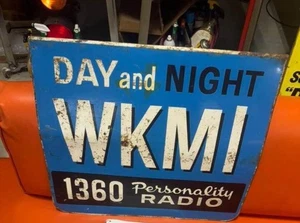 DAY and NIGHT
WKMI
1360 Personality
RADIO